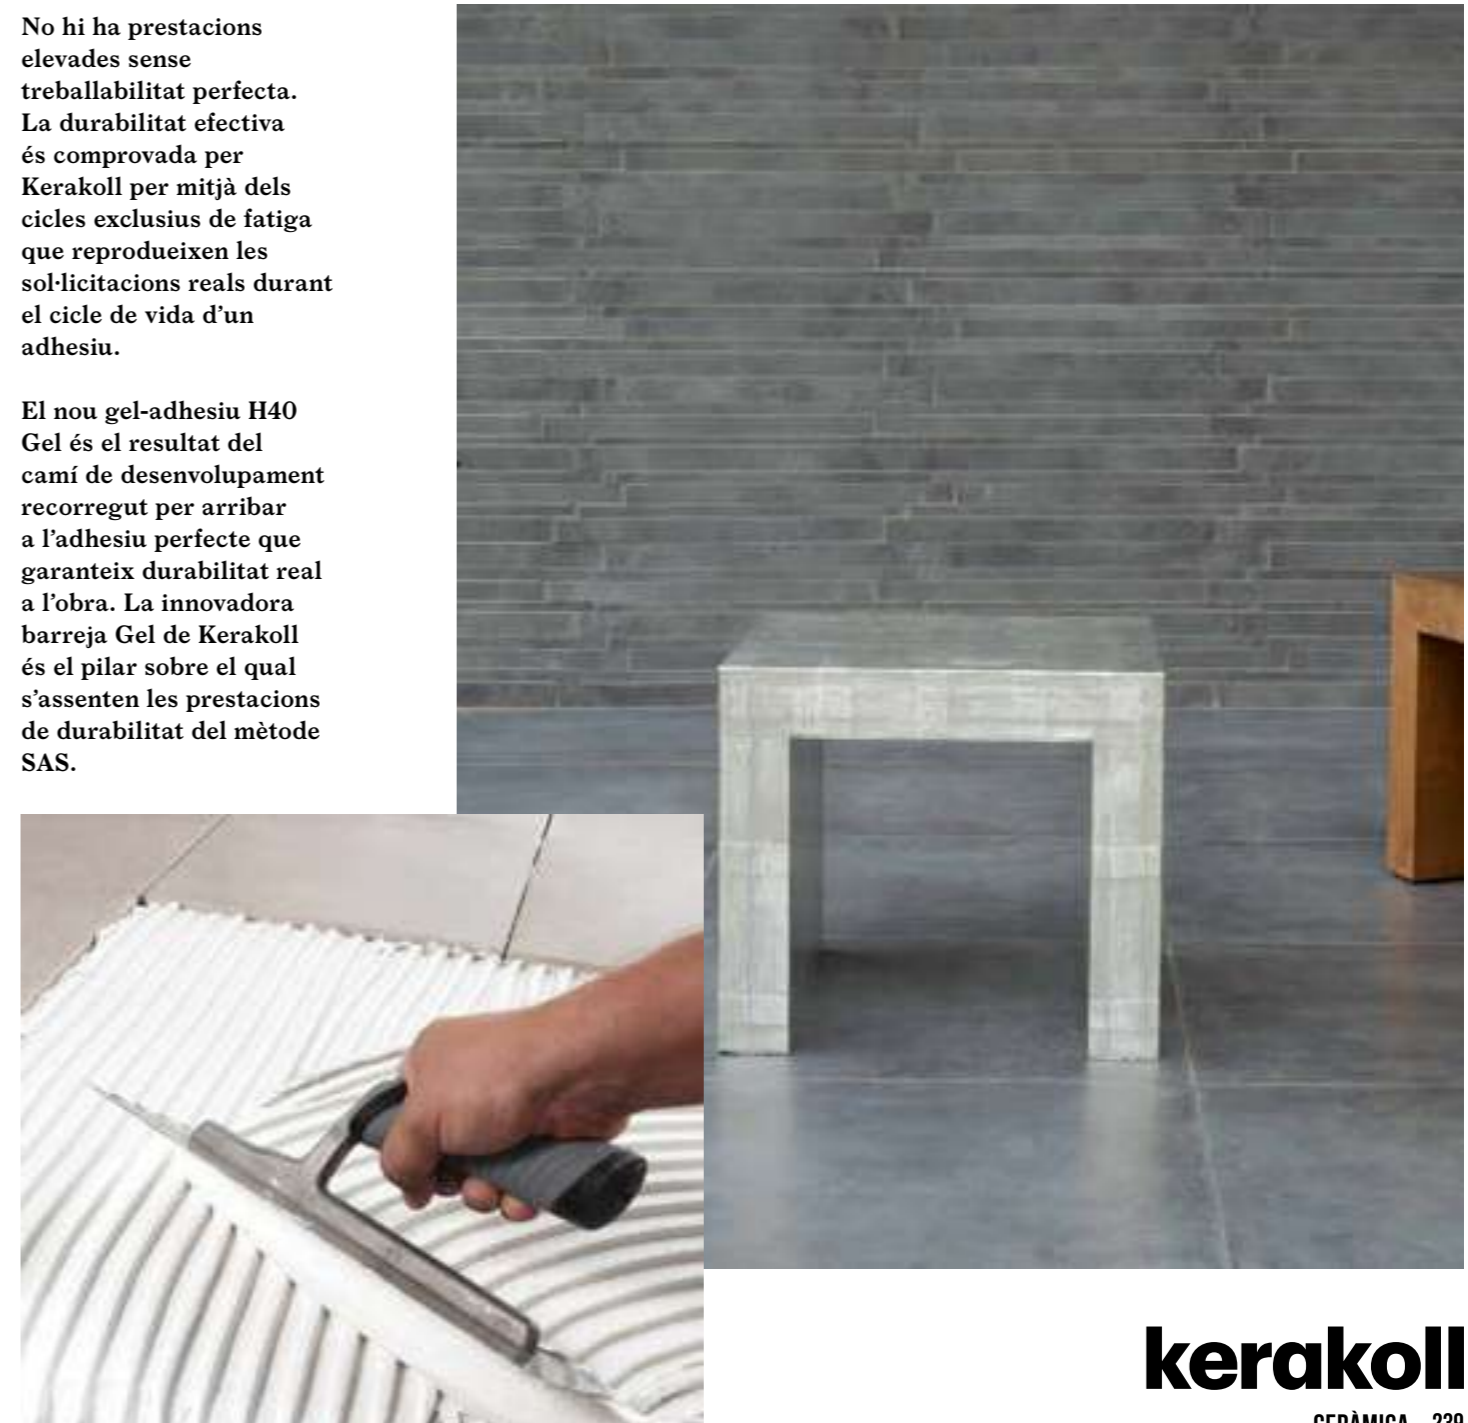 No hi ha prestacions
elevades sense
treballabilitat perfecta.
La durabilitat efectiva
és comprovada per
Kerakoll per mitjà dels
cicles exclusius de fatiga
que reprodueixen les
sol·licitacions reals durant
el cicle de vida d’un
adhesiu.
El nou gel-adhesiu H40
Gel és el resultat del
camí de desenvolupament
recorregut per arribar
a l’adhesiu perfecte que
garanteix durabilitat real
a l’obra. La innovadora
barreja Gel de Kerakoll
és el pilar sobre el qual
s’assenten les prestacions
de durabilitat del mètode
SAS.
kerakoll
CERÀMICA